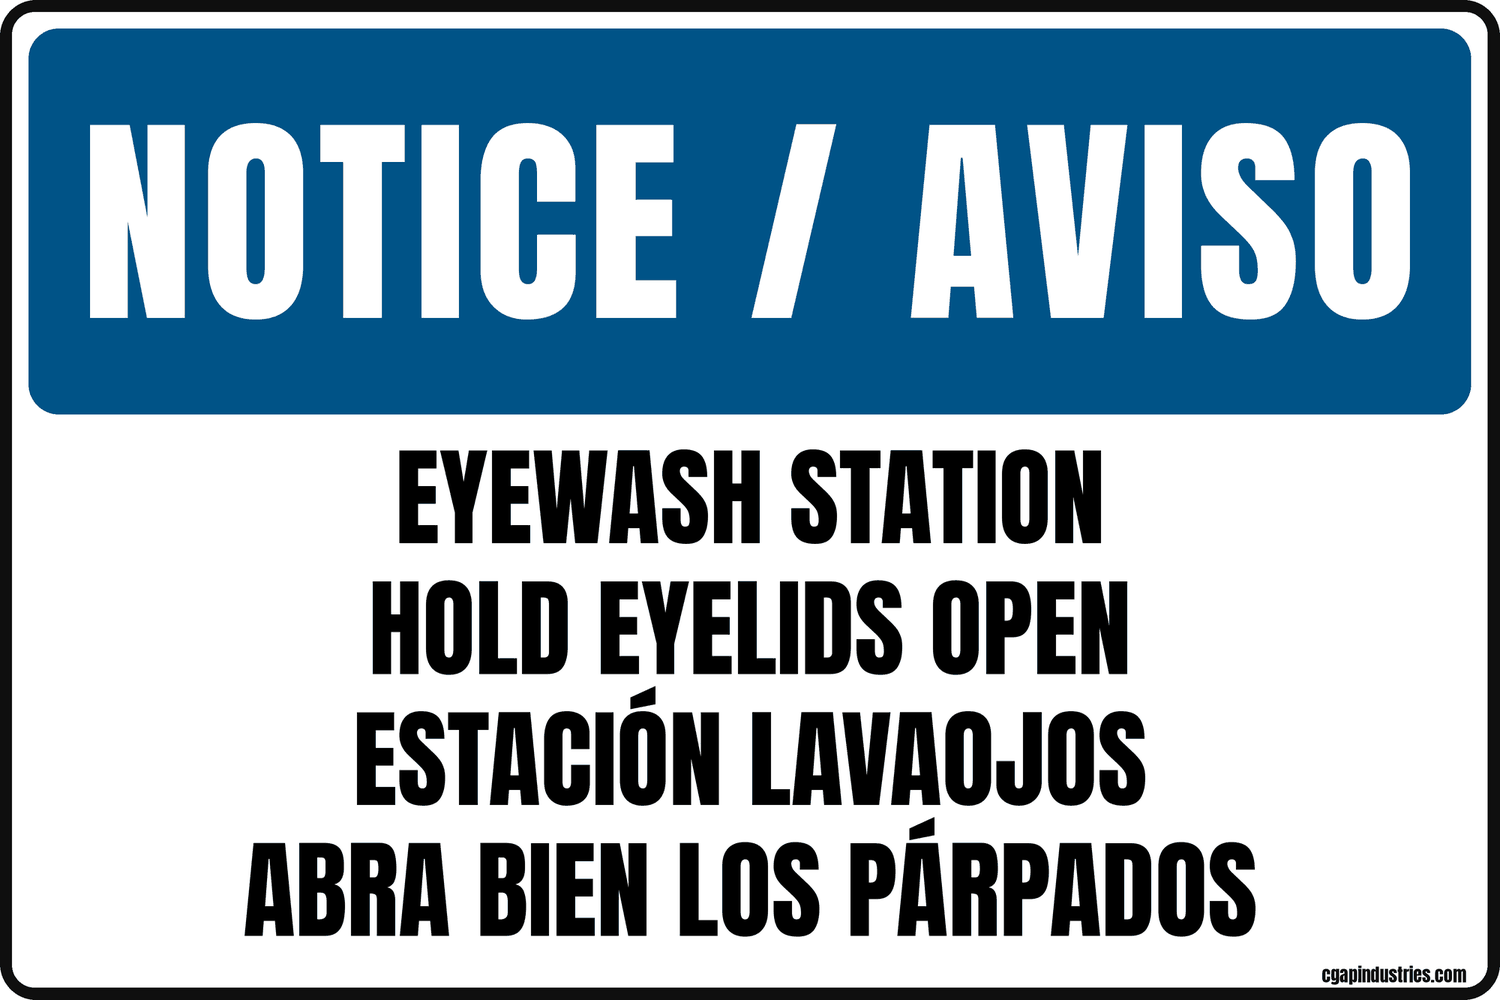 NOTICE / AVISO
EYEWASH STATION
HOLD EYELIDS OPEN
ESTACIÓN LAVAOJOS
ABRA BIEN LOS PÁRPADOS
cgapindustries.com